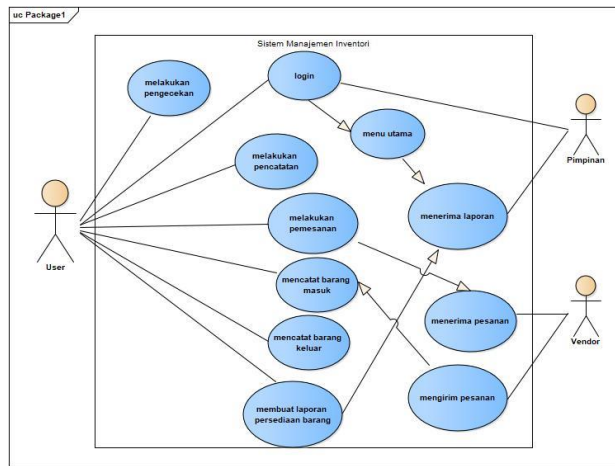 uc Package1
Sistem Manajemen Inventori
melakukan
pengecekan
login
menu utama
Pimpinan
melakukan
pencatatan
melakukan
pemesanan
menerima laporan
User
mencatat barang
masuk
menerima pesanan
Vendor
mencatat barang
keluar
mengirim pesanan
membuat laporan
persediaan barang